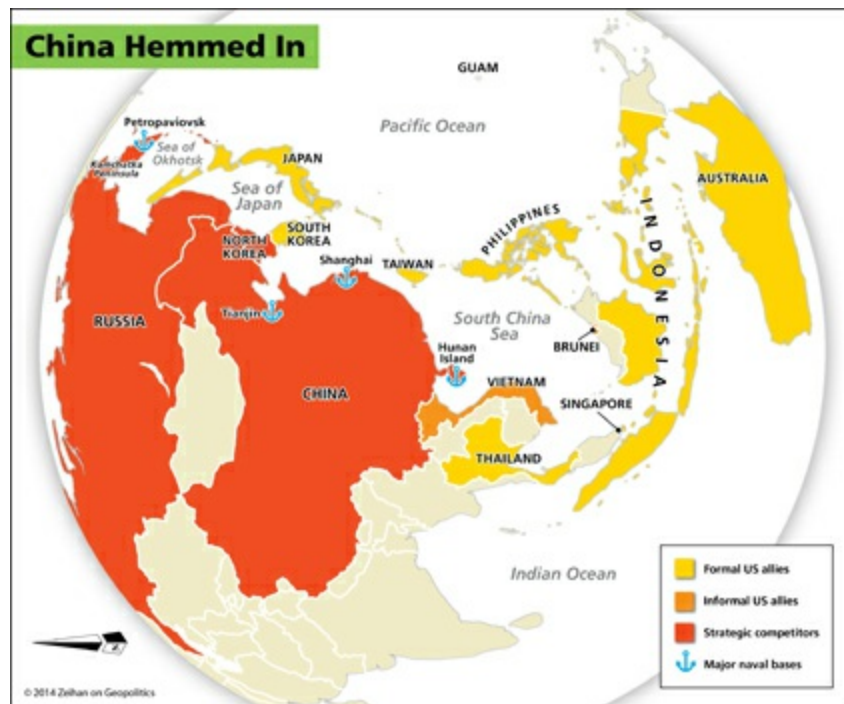 China Hemmed In
GUAM
Petropaviovsk
Pacific Ocean
Sea of
Okhotsk
Kamchatka
Peninsula
JAPAN
AUSTRALIA
Sea of
Japan
PHILIPPINES
INDONESIA
SOUTH
KOREA
NORTH
KOREA
Shanghai
TAIWAN
Tianjin
RUSSIA
South China
Sea
BRUNEI
Hunan
Island
VIETNAM
CHINA
SINGAPORE
THAILAND
Indian Ocean
Formal US allies
Informal US allies
Strategic competitors
Major naval bases
© 2014 Zeihan on Geopolitics